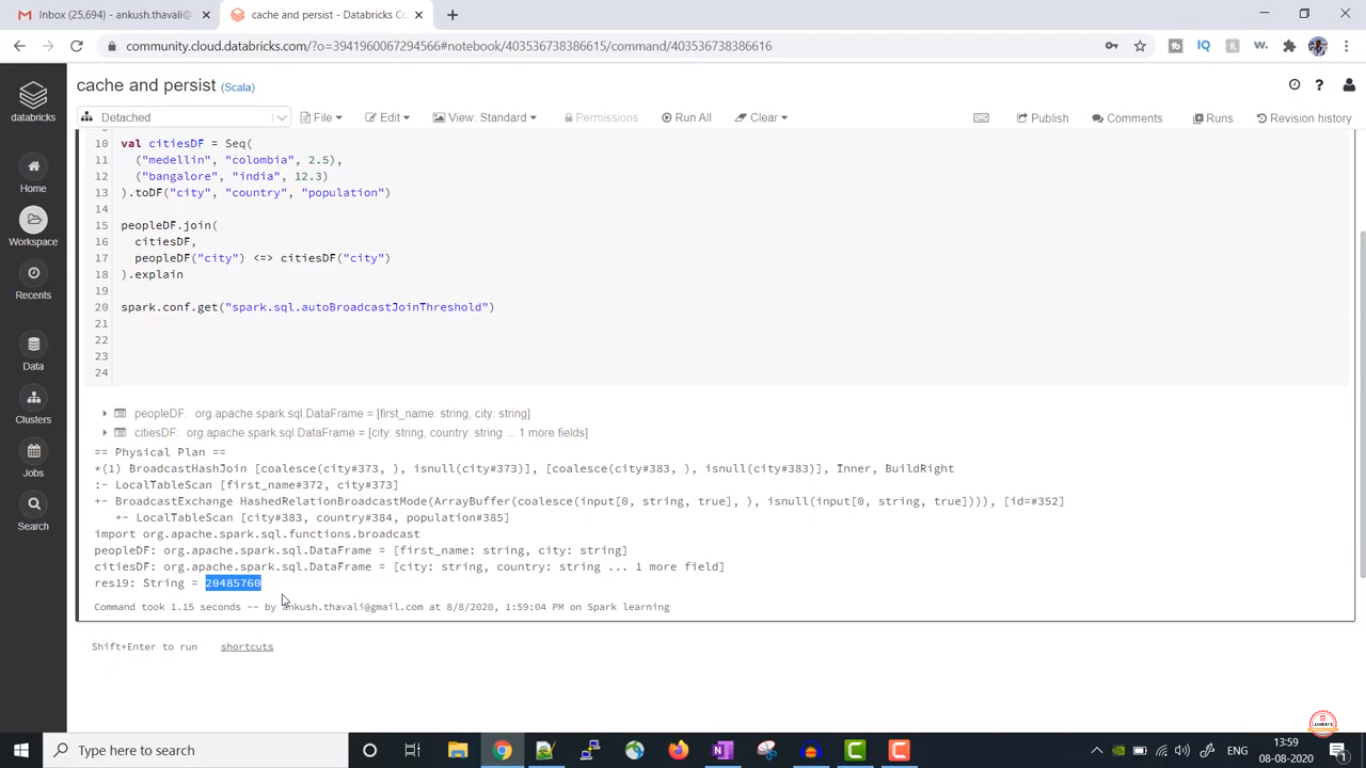 Inbox (25,694) - ankush.thavali@
cache and persist - Databricks Co
community.cloud.databricks.com/?o=3941960067294566#notebook/403536738386615/command/403536738386616
databricks
Home
Workspace
Recents
Data
Clusters
Jobs
Search
cache and persist (Scala)
Detached File Edit View: Standard Permissions Run All Clear Publish Comments Runs Revision history
10 val citiesDF = Seq(
11 ("medellin", "colombia", 2.5),
12 ("bangalore", "india", 12.3)
13 ).toDF("city", "country", "population")
14
15 peopleDF.join(
16 citiesDF,
17 peopleDF("city") <=> citiesDF("city")
18 ).explain
19
20 spark.conf.get("spark.sql.autoBroadcastJoinThreshold")
21
22
23
24
peopleDF: org.apache.spark.sql.DataFrame = [first_name: string, city: string]
citiesDF: org.apache.spark.sql.DataFrame = [city: string, country: string ... 1 more fields]
== Physical Plan ==
*(1) BroadcastHashJoin [coalesce(city#373, ), isnull(city#373)], [coalesce(city#383, ), isnull(city#383)], Inner, BuildRight
:- LocalTableScan [first_name#372, city#373]
+- BroadcastExchange HashedRelationBroadcastMode(ArrayBuffer(coalesce(input[0, string, true], ), isnull(input[0, string, true]))), [id=#352]
+- LocalTableScan [city#383, country#384, population#385]
import org.apache.spark.sql.functions.broadcast
peopleDF: org.apache.spark.sql.DataFrame = [first_name: string, city: string]
citiesDF: org.apache.spark.sql.DataFrame = [city: string, country: string ... 1 more field]
res19: String = 20485760
Command took 1.15 seconds -- by ankush.thavali@gmail.com at 8/8/2020, 1:59:04 PM on Spark learning
Shift+Enter to run shortcuts
Type here to search
ENG
13:59
08-08-2020